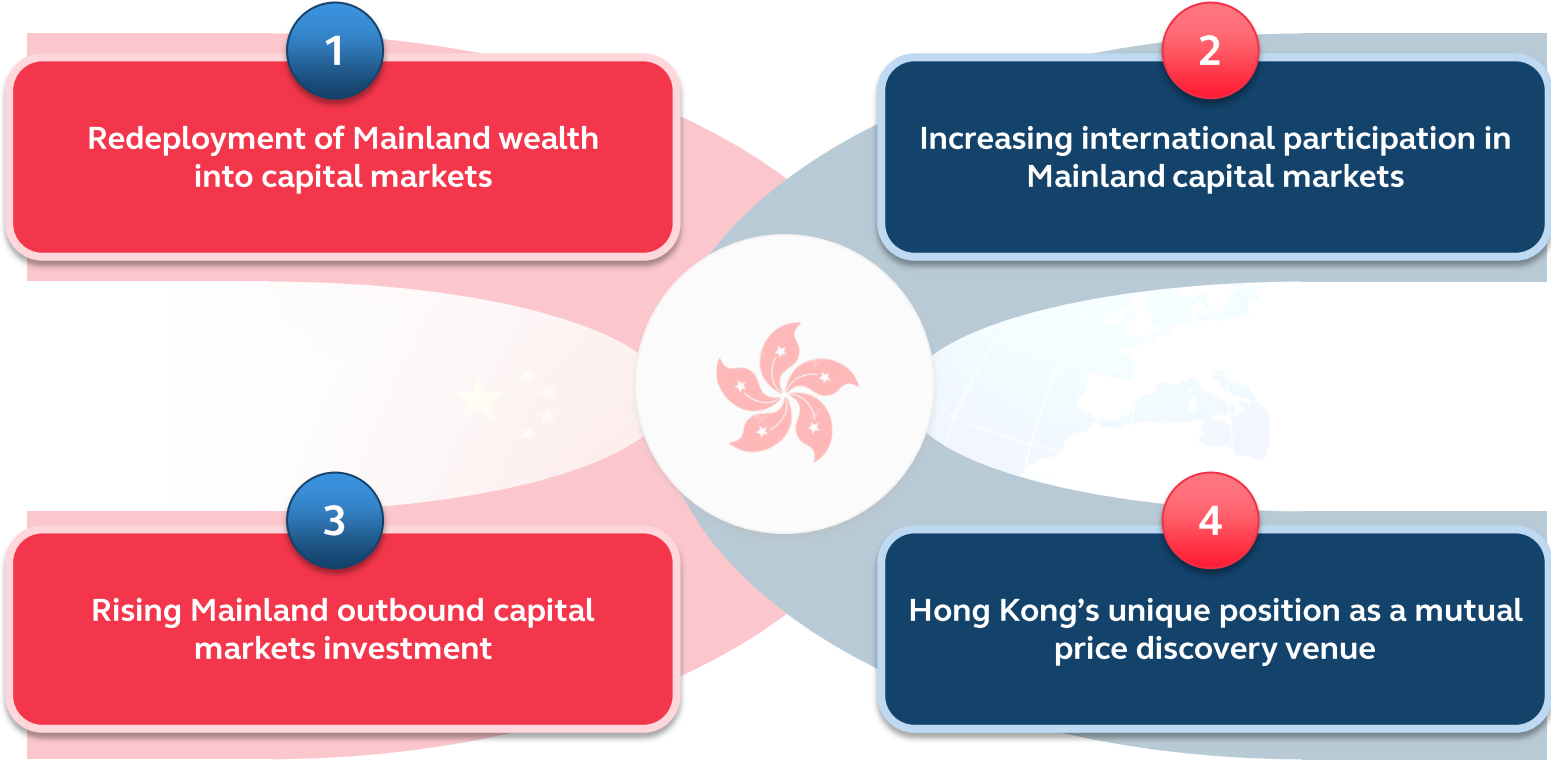 1
Redeployment of Mainland wealth
into capital markets
2
Increasing international participation in
Mainland capital markets
3
Rising Mainland outbound capital
markets investment
4
Hong Kong’s unique position as a mutual
price discovery venue